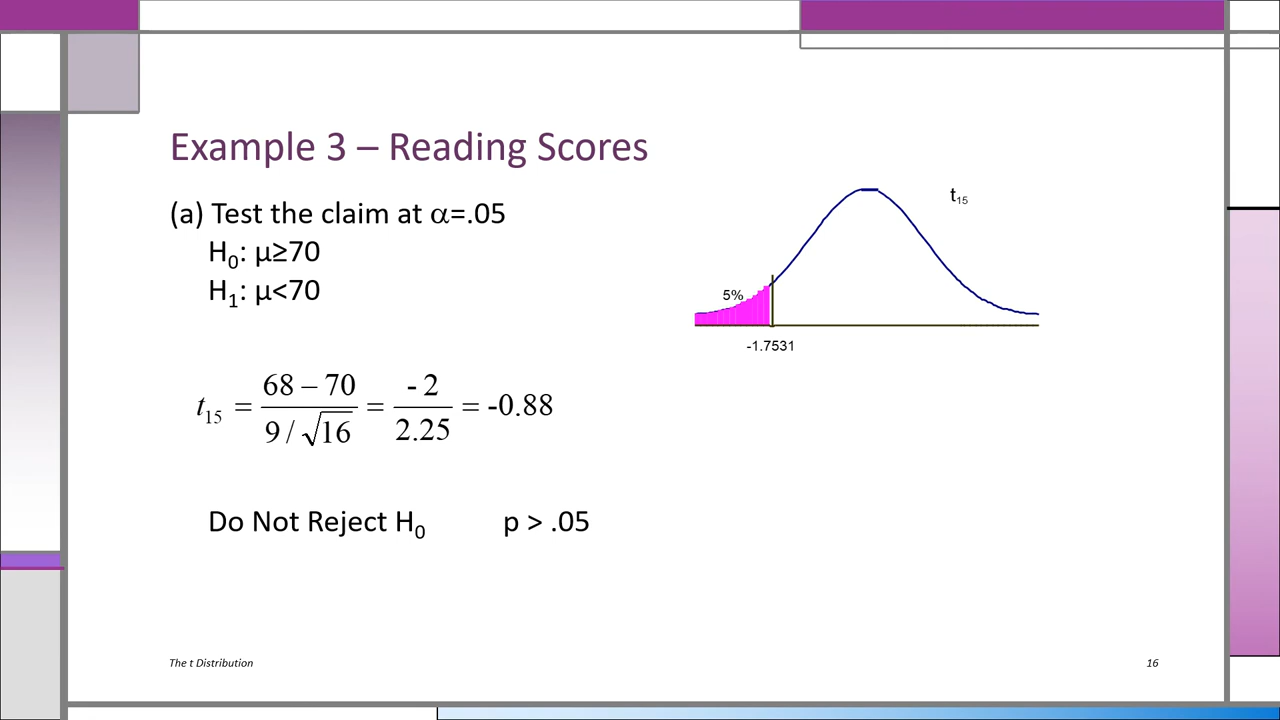 Example 3 – Reading Scores
(a) Test the claim at α=.05
H₀: μ≥70
H₁: μ<70
t₁₅ = (68 – 70) / (9 / √16) = -2 / 2.25 = -0.88
Do Not Reject H₀ p > .05
t₁₅
5%
-1.7531
The t Distribution
16